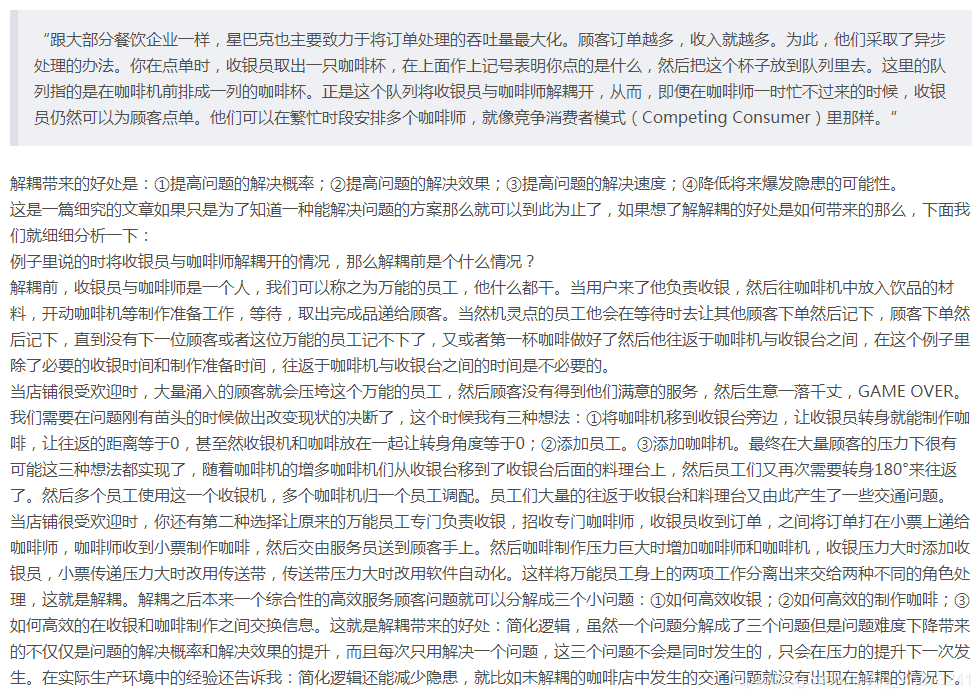 “跟大部分餐饮企业一样，星巴克也主要致力于将订单处理的吞吐量最大化。顾客订单越多，收入就越多。为此，他们采取了异步
处理的办法。你在点单时，收银员取出一只咖啡杯，在上面作上记号表明你点的是什么，然后把这个杯子放到队列里去。这里的队
列指的是在咖啡机前排成一列的咖啡杯。正是这个队列将收银员与咖啡师解耦开，从而，即便在咖啡师一时忙不过来的时候，收银
员仍然可以为顾客点单。他们可以在繁忙时段安排多个咖啡师，就像竞争消费者模式（Competing Consumer）里那样。“
解耦带来的好处是：①提高问题的解决概率；②提高问题的解决效果；③提高问题的解决速度；④降低将来爆发隐患的可能性。
这是一篇细究的文章如果只是为了知道一种能解决问题的方案那么就可以到此为止了，如果想了解解耦的好处是如何带来的那么，下面我
们就细细分析一下：
例子里说的时将收银员与咖啡师解耦开的情况，那么解耦前是个什么情况？
解耦前，收银员与咖啡师是一个人，我们可以称之为万能的员工，他什么都干。当用户来了他负责收银，然后往咖啡机中放入饮品的材
料，开动咖啡机等制作准备工作，等待，取出完成品递给顾客。当然机灵点的员工他会在等待时去让其他顾客下单然后记下，顾客下单然
后记下，直到没有下一位顾客或者这位万能的员工记不下了，又或者第一杯咖啡做好了然后他往返于咖啡机与收银台之间，在这个例子里
除了必要的收银时间和制作准备时间，往返于咖啡机与收银台之间的时间是不必要的。
当店铺很受欢迎时，大量涌入的顾客就会压垮这个万能的员工，然后顾客没有得到他们满意的服务，然后生意一落千丈，GAME OVER。
我们需要在问题刚有苗头的时候做出改变现状的决断了，这个时候我有三种想法：①将咖啡机移到收银台旁边，让收银员转身就能制作咖
啡，让往返的距离等于0，甚至然收银机和咖啡放在一起让转身角度等于0；②添加员工。③添加咖啡机。最终在大量顾客的压力下很有
可能这三种想法都实现了，随着咖啡机的增多咖啡机们从收银台移到了收银台后面的料理台上，然后员工们又再次需要转身180°来往返
了。然后多个员工使用这一个收银机，多个咖啡机归一个员工调配。员工们大量的往返于收银台和料理台又由此产生了一些交通问题。
当店铺很受欢迎时，你还有第二种选择让原来的万能员工专门负责收银，招收专门咖啡师，收银员收到订单，之间将订单打在小票上递给
咖啡师，咖啡师收到小票制作咖啡，然后交由服务员送到顾客手上。然后咖啡制作压力巨大时增加咖啡师和咖啡机，收银压力大时添加收
银员，小票传递压力大时改用传送带，传送带压力大时改用软件自动化。这样将万能员工身上的两项工作分离出来交给两种不同的角色处
理，这就是解耦。解耦之后本来一个综合性的高效服务顾客问题就可以分解成三个小问题：①如何高效收银；②如何高效的制作咖啡；③
如何高效的在收银和咖啡制作之间交换信息。这就是解耦带来的好处：简化逻辑，虽然一个问题分解成了三个问题但是问题难度下降带来
的不仅仅是问题的解决概率和解决效果的提升，而且每次只用解决一个问题，这三个问题不会是同时发生的，只会在压力的提升下一次发
生。在实际生产环境中的经验还告诉我：简化逻辑还能减少隐患，就比如未解耦的咖啡店中发生的交通问题就没有出现在解耦的情况下。